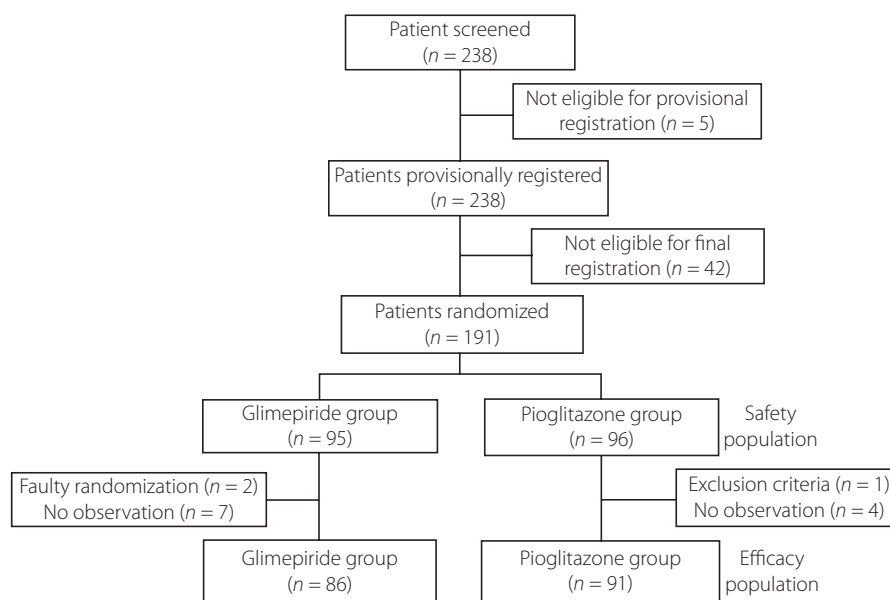 Patient screened
(n = 238)
Not eligible for provisional
registration (n = 5)
Patients provisionally registered
(n = 238)
Not eligible for final
registration (n = 42)
Patients randomized
(n = 191)
Glimepiride group
(n = 95)
Pioglitazone group
(n = 96)
Safety
population
Faulty randomization (n = 2)
No observation (n = 7)
Exclusion criteria (n = 1)
No observation (n = 4)
Glimepiride group
(n = 86)
Pioglitazone group
(n = 91)
Efficacy
population